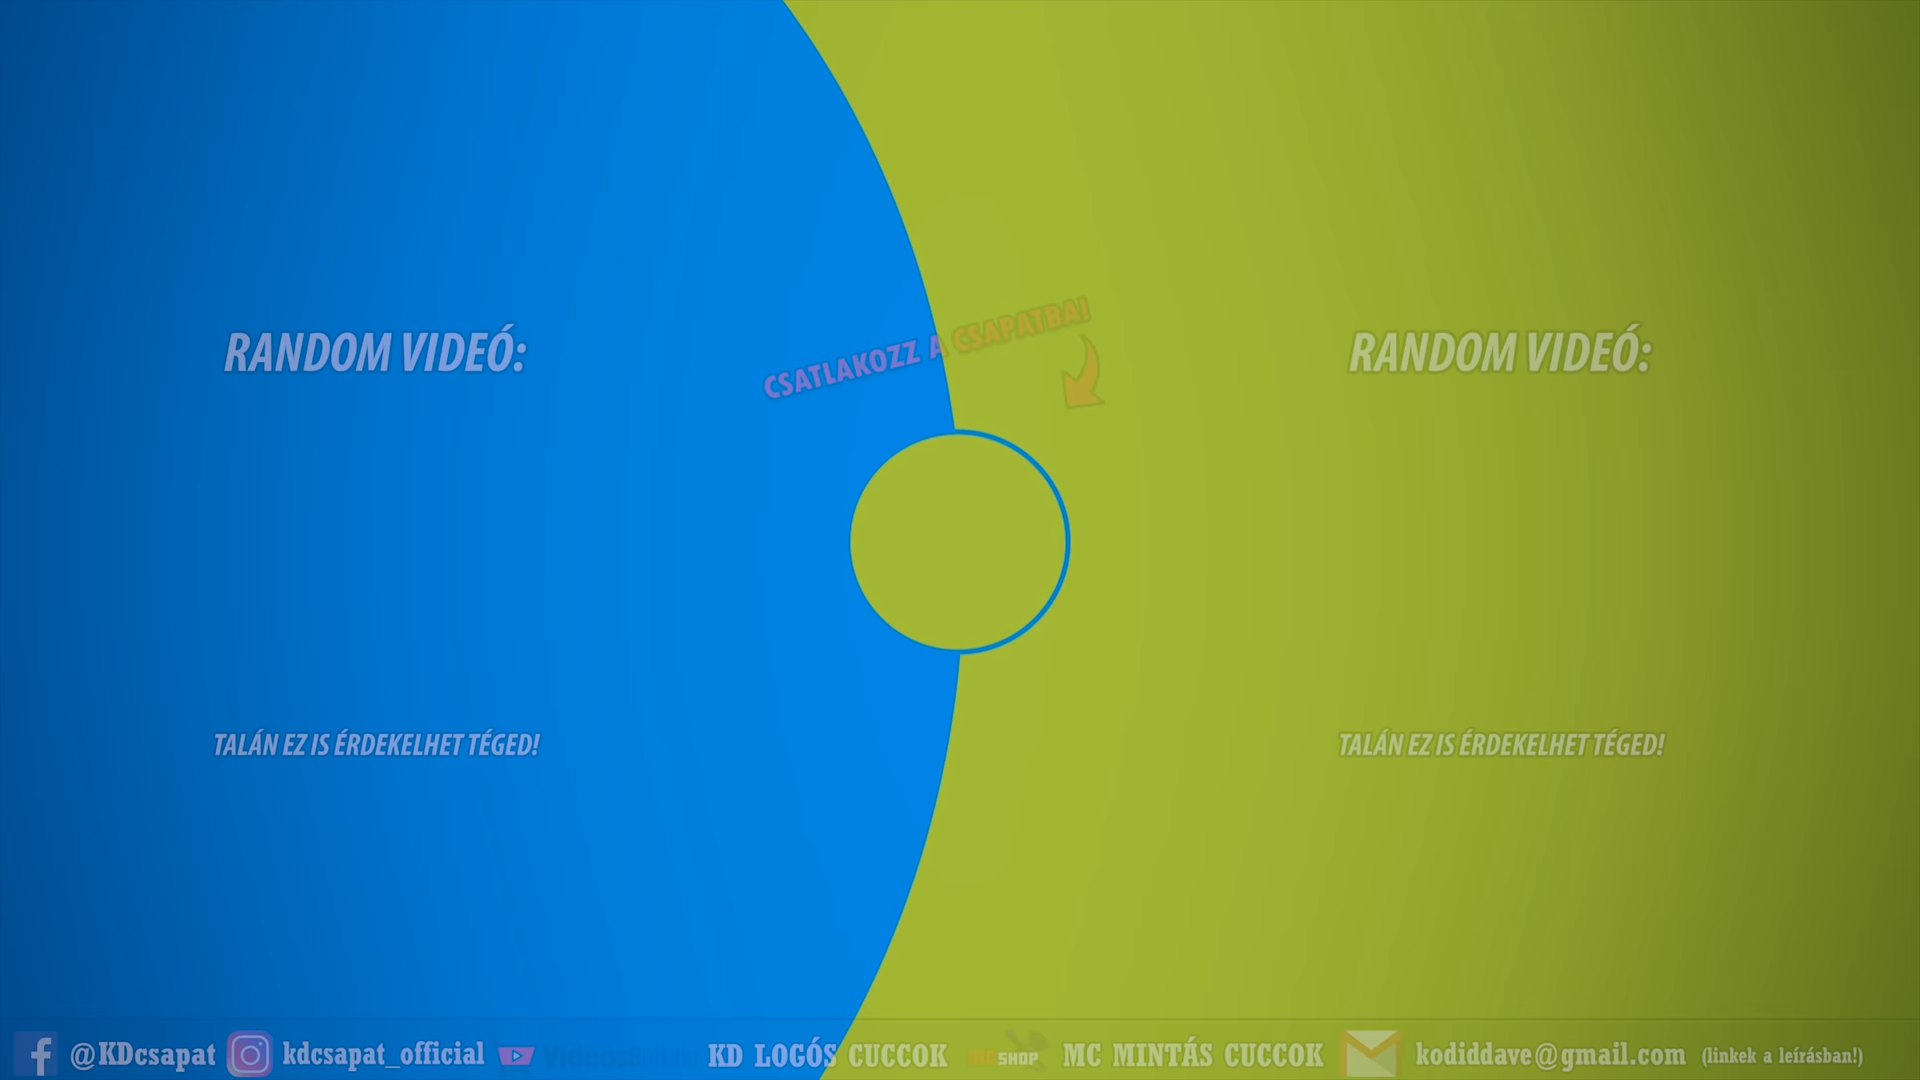 RANDOM VIDEÓ:
CSATLAKOZZ A CSAPATBA!
RANDOM VIDEÓ:
TALÁN EZ IS ÉRDEKELHET TÉGED!
TALÁN EZ IS ÉRDEKELHET TÉGED!
@KDcsapat kdcsapat_official KD LOGÓS CUCCOK SHOP MC MINTÁS CUCCOK kodiddave@gmail.com (linkek a leírásban!)